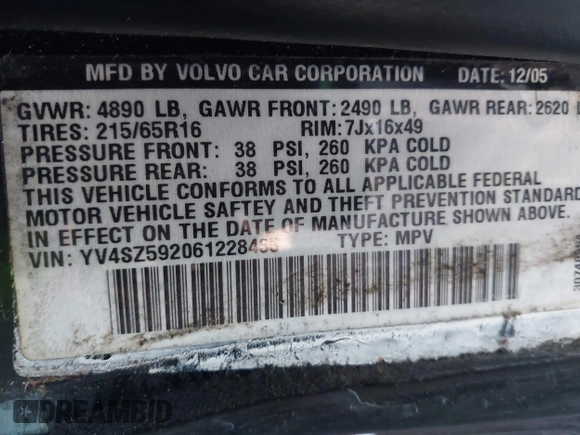 MFD BY VOLVO CAR CORPORATION DATE: 12/05
GVWR: 4890 LB, GAWR FRONT: 2490 LB, GAWR REAR: 2620
TIRES: 215/65R16 RIM: 7Jx16x49
PRESSURE FRONT: 38 PSI, 260 KPA COLD
PRESSURE REAR: 38 PSI, 260 KPA COLD
THIS VEHICLE CONFORMS TO ALL APPLICABLE FEDERAL
MOTOR VEHICLE SAFTEY AND THEFT PREVENTION STANDARD
IN EFFECT ON THE DATE OF MANUFACTURE SHOWN ABOVE.
VIN: TYPE: MPV
DREAMBID